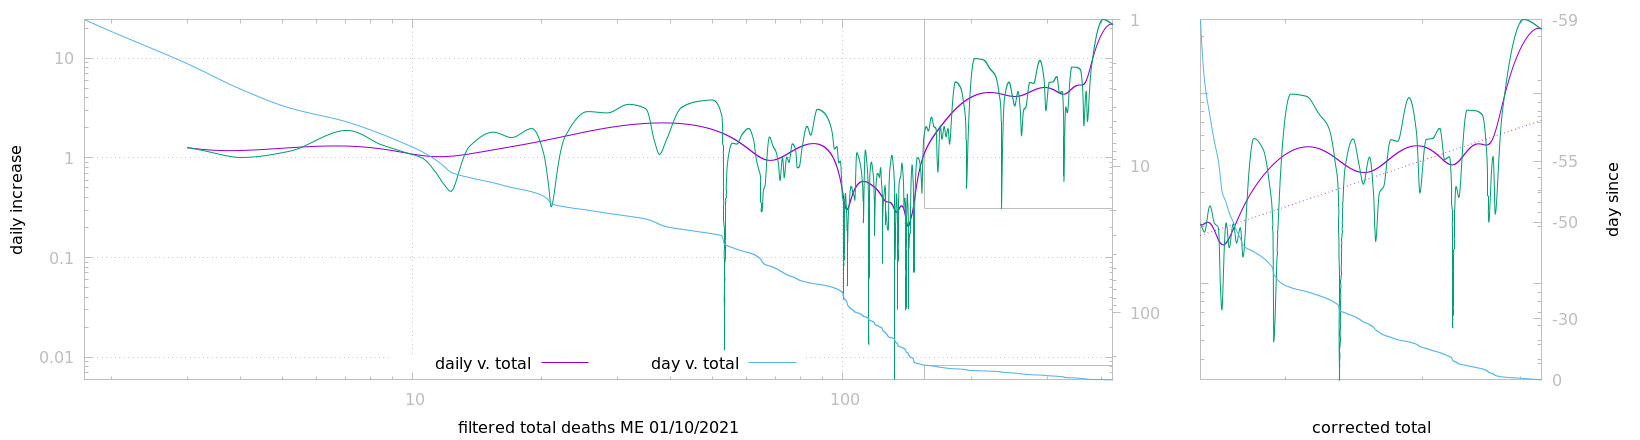 1
-59
10
daily increase
1
10
-55
day since
-50
0.1
100
-30
0.01
daily v. total
day v. total
0
10
100
filtered total deaths ME 01/10/2021
corrected total